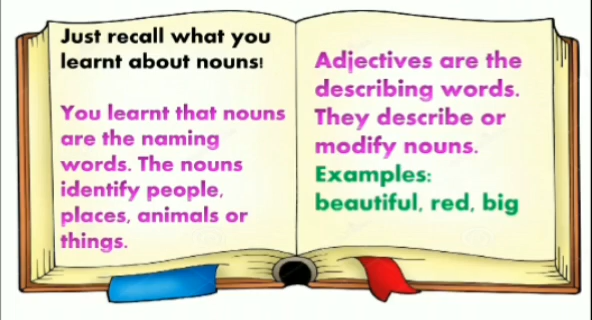 Just recall what you
learnt about nouns!
You learnt that nouns
are the naming
words. The nouns
identify people,
places, animals or
things.
Adjectives are the
describing words.
They describe or
modify nouns.
Examples:
beautiful, red, big